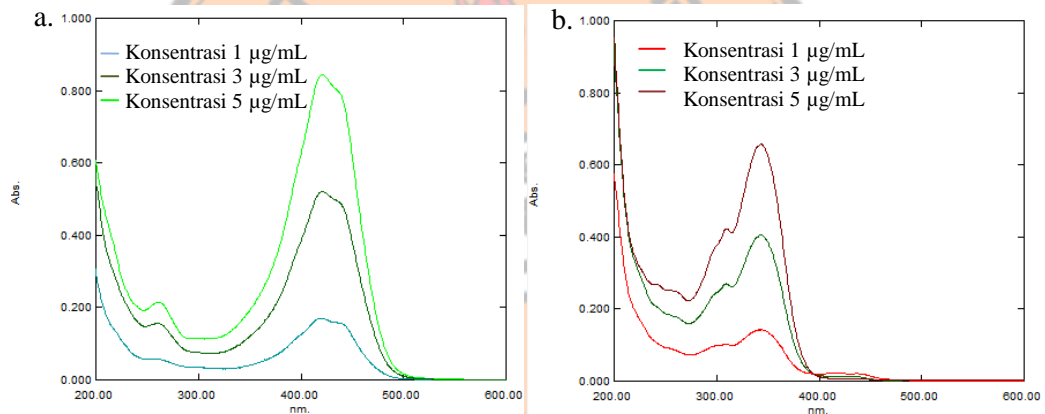 a.
1.000
0.800
0.600
0.400
0.200
0.000
Abs.
Konsentrasi 1 µg/mL
Konsentrasi 3 µg/mL
Konsentrasi 5 µg/mL
200.00 300.00 400.00 500.00 600.00
nm.
b.
1.000
0.800
0.600
0.400
0.200
0.000
Abs.
Konsentrasi 1 µg/mL
Konsentrasi 3 µg/mL
Konsentrasi 5 µg/mL
200.00 300.00 400.00 500.00 600.00
nm.